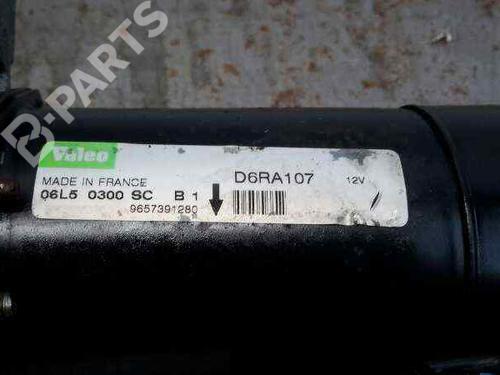 B-PARTS
Valeo
MADE IN FRANCE
D6RA107
12V
06L5 0300 SC B 1
9657391280